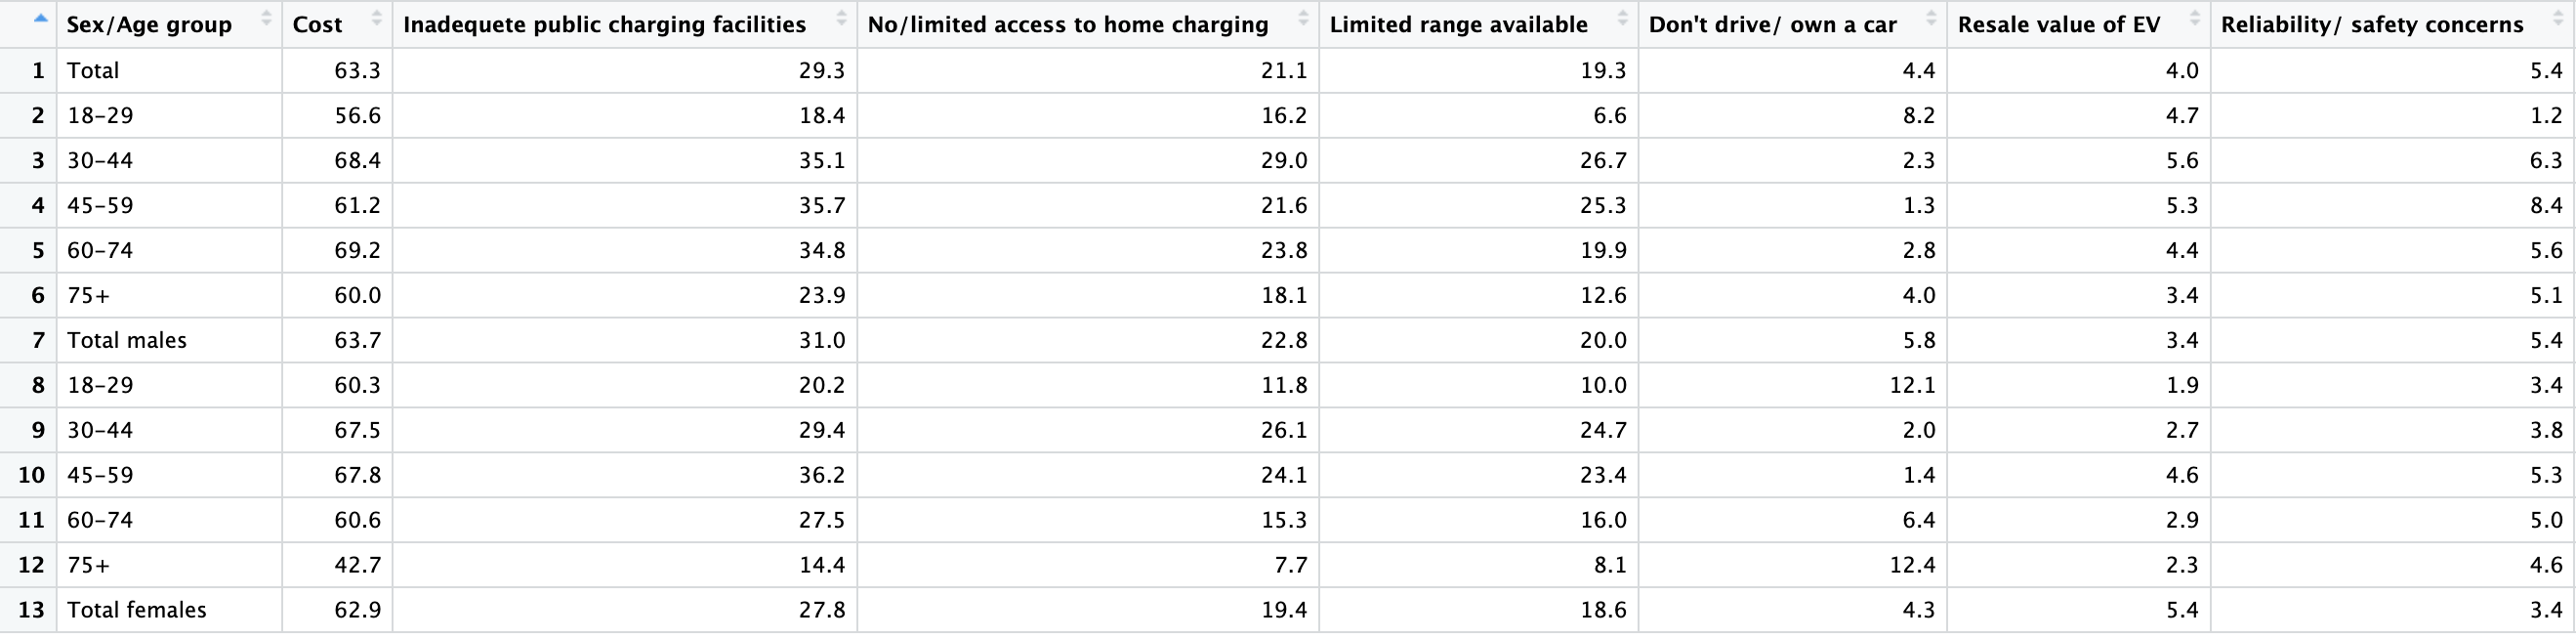 Sex/Age group Cost Inadequete public charging facilities No/limited access to home charging Limited range available Don't drive/ own a car Resale value of EV Reliability/ safety concerns
1 Total 63.3 29.3 21.1 19.3 4.4 4.0 5.4
2 18-29 56.6 18.4 16.2 6.6 8.2 4.7 1.2
3 30-44 68.4 35.1 29.0 26.7 2.3 5.6 6.3
4 45-59 61.2 35.7 21.6 25.3 1.3 5.3 8.4
5 60-74 69.2 34.8 23.8 19.9 2.8 4.4 5.6
6 75+ 60.0 23.9 18.1 12.6 4.0 3.4 5.1
7 Total males 63.7 31.0 22.8 20.0 5.8 3.4 5.4
8 18-29 60.3 20.2 11.8 10.0 12.1 1.9 3.4
9 30-44 67.5 29.4 26.1 24.7 2.0 2.7 3.8
10 45-59 67.8 36.2 24.1 23.4 1.4 4.6 5.3
11 60-74 60.6 27.5 15.3 16.0 6.4 2.9 5.0
12 75+ 42.7 14.4 7.7 8.1 12.4 2.3 4.6
13 Total females 62.9 27.8 19.4 18.6 4.3 5.4 3.4